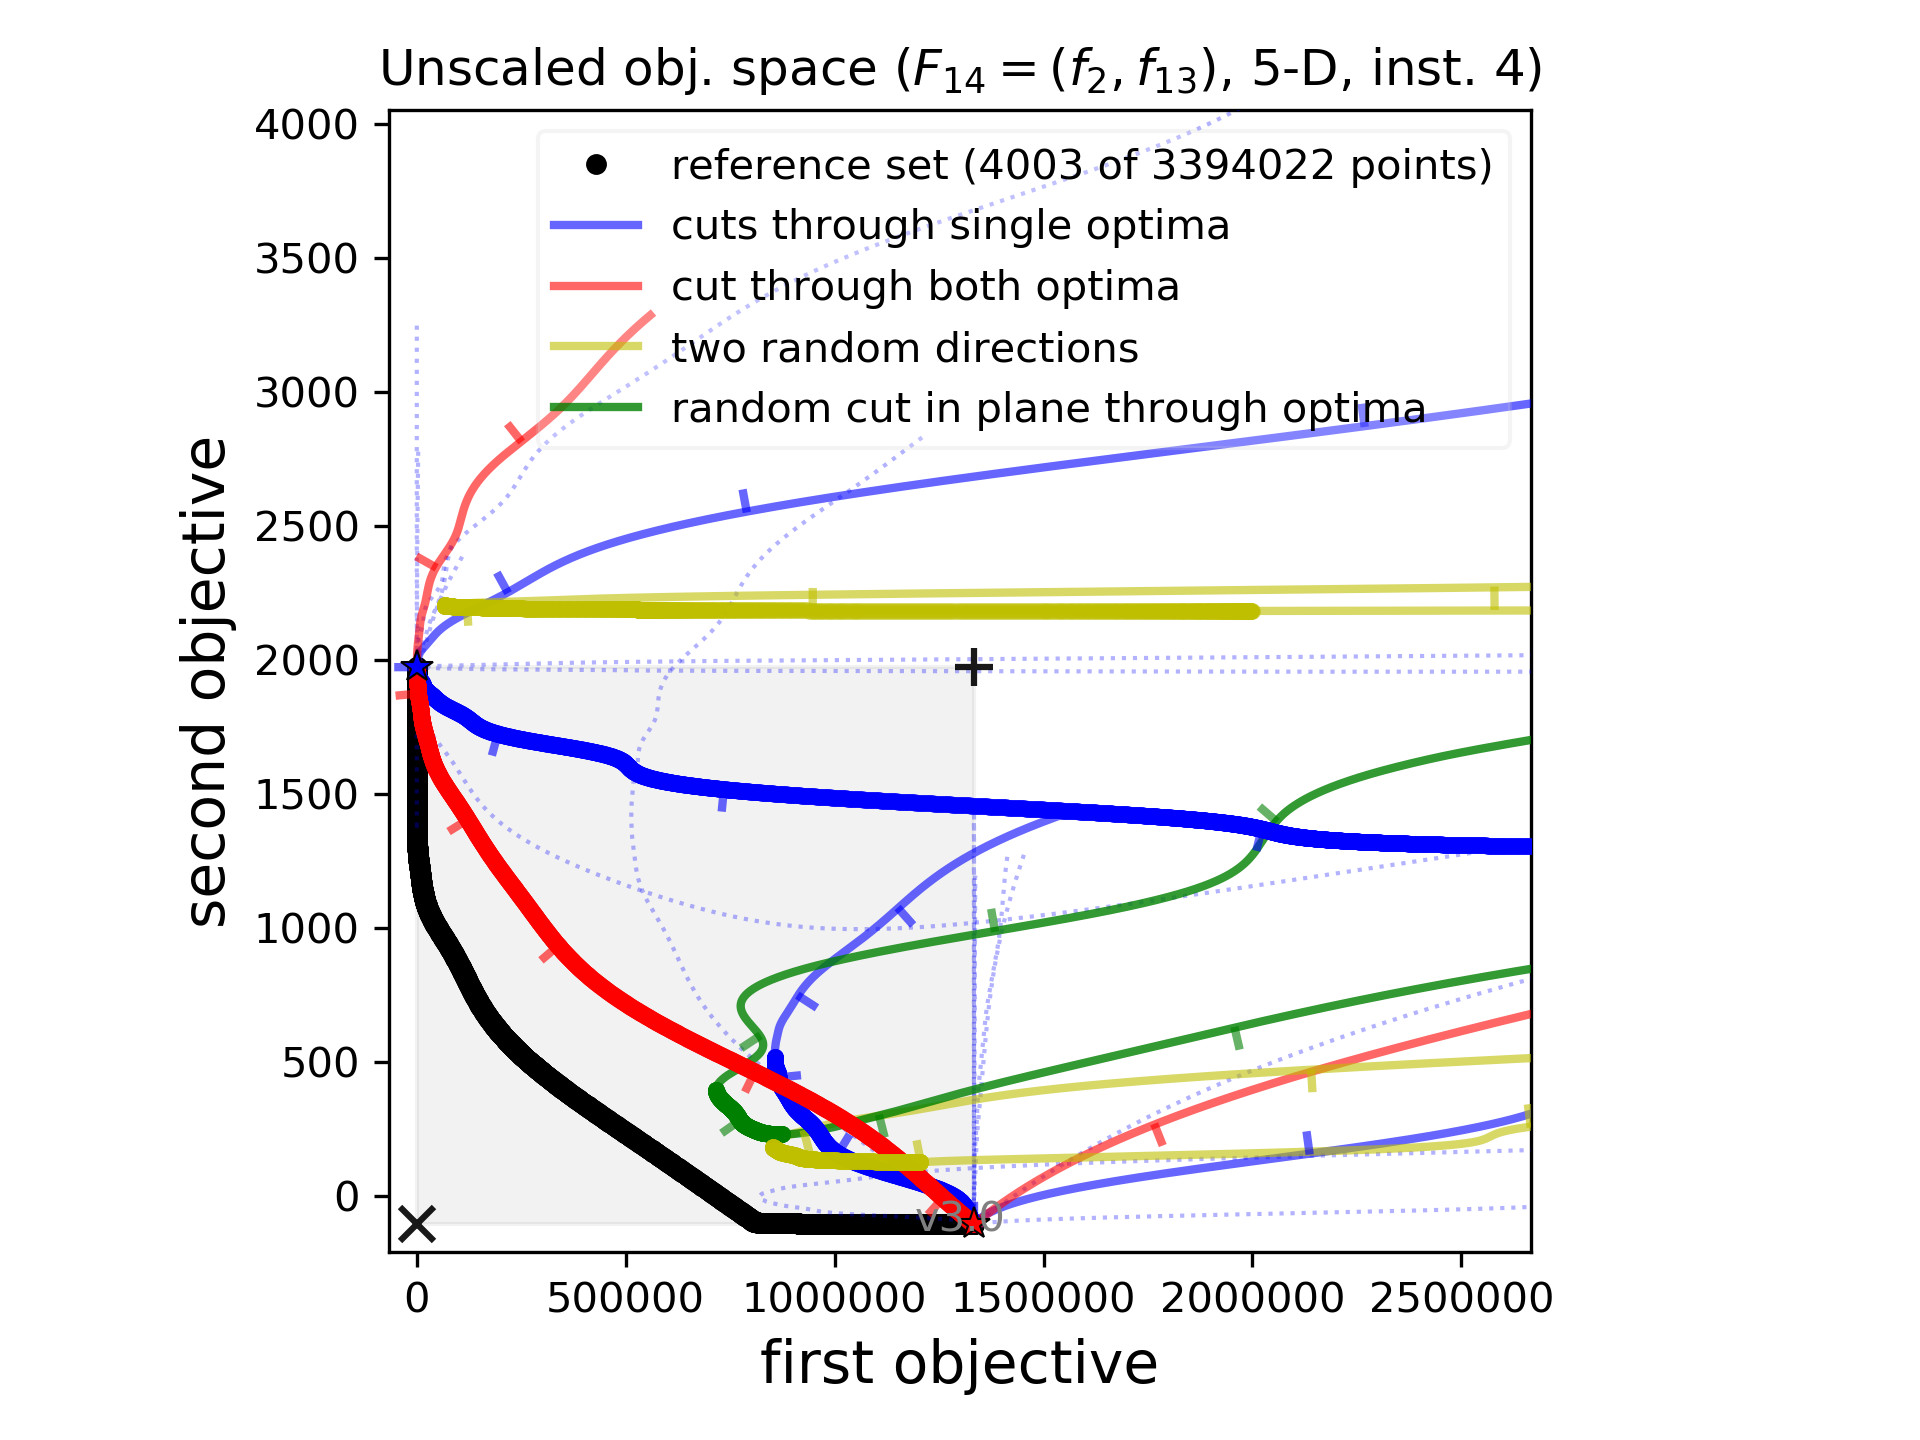 Unscaled obj. space (F14 = (f2, f13), 5-D, inst. 4)
4000
3500
3000
2500
2000
1500
1000
500
0
second objective
reference set (4003 of 3394022 points)
cuts through single optima
cut through both optima
two random directions
random cut in plane through optima
v3.0
0 500000 1000000 1500000 2000000 2500000
first objective